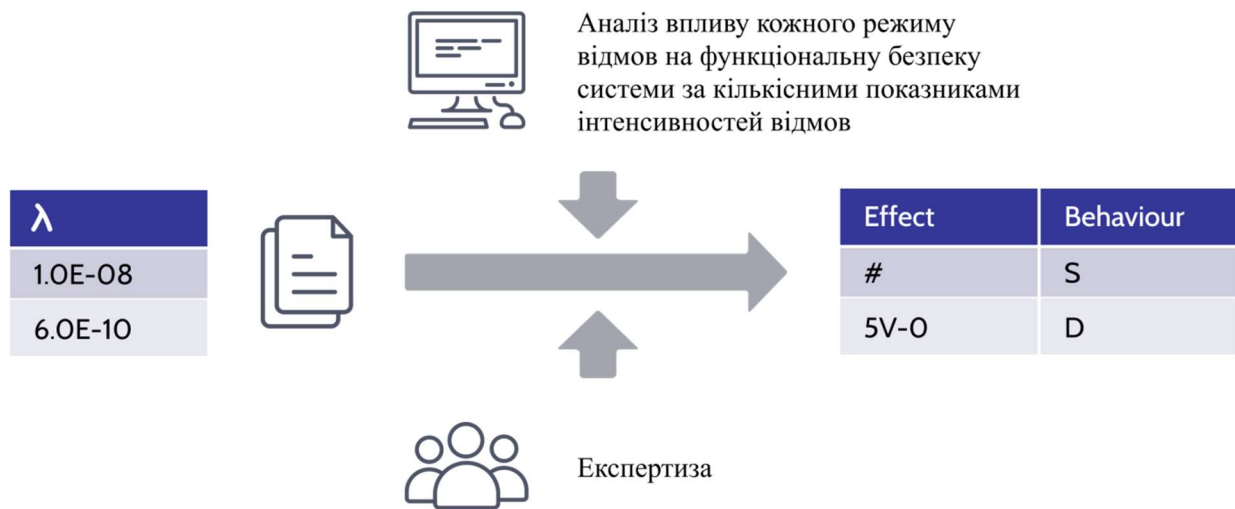 Аналіз впливу кожного режиму
відмов на функціональну безпеку
системи за кількісними показниками
інтенсивностей відмов
λ
1.0E-08
6.0E-10
Effect Behaviour
# S
5V-0 D
Експертиза